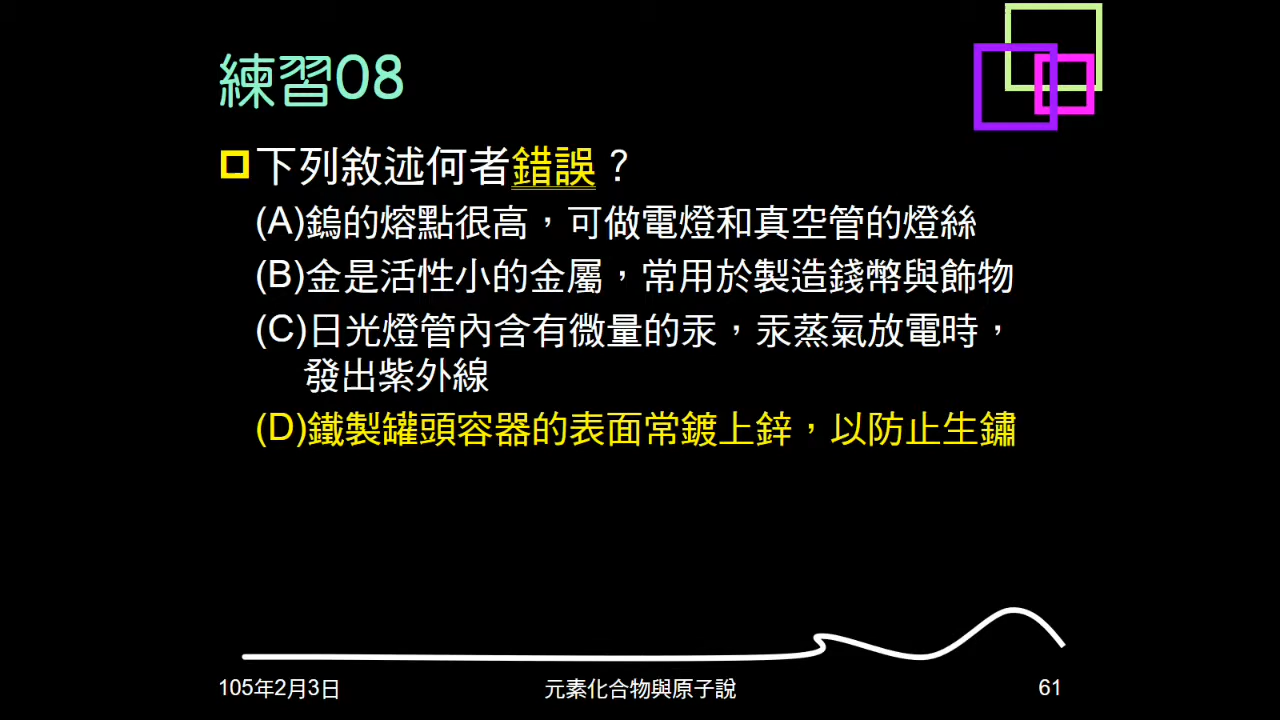 練習08
下列敘述何者錯誤？
(A)鎢的熔點很高，可做電燈和真空管的燈絲
(B)金是活性小的金屬，常用於製造錢幣與飾物
(C)日光燈管內含有微量的汞，汞蒸氣放電時，
發出紫外線
(D)鐵製罐頭容器的表面常鍍上鋅，以防止生鏽
105年2月3日
元素化合物與原子說
61